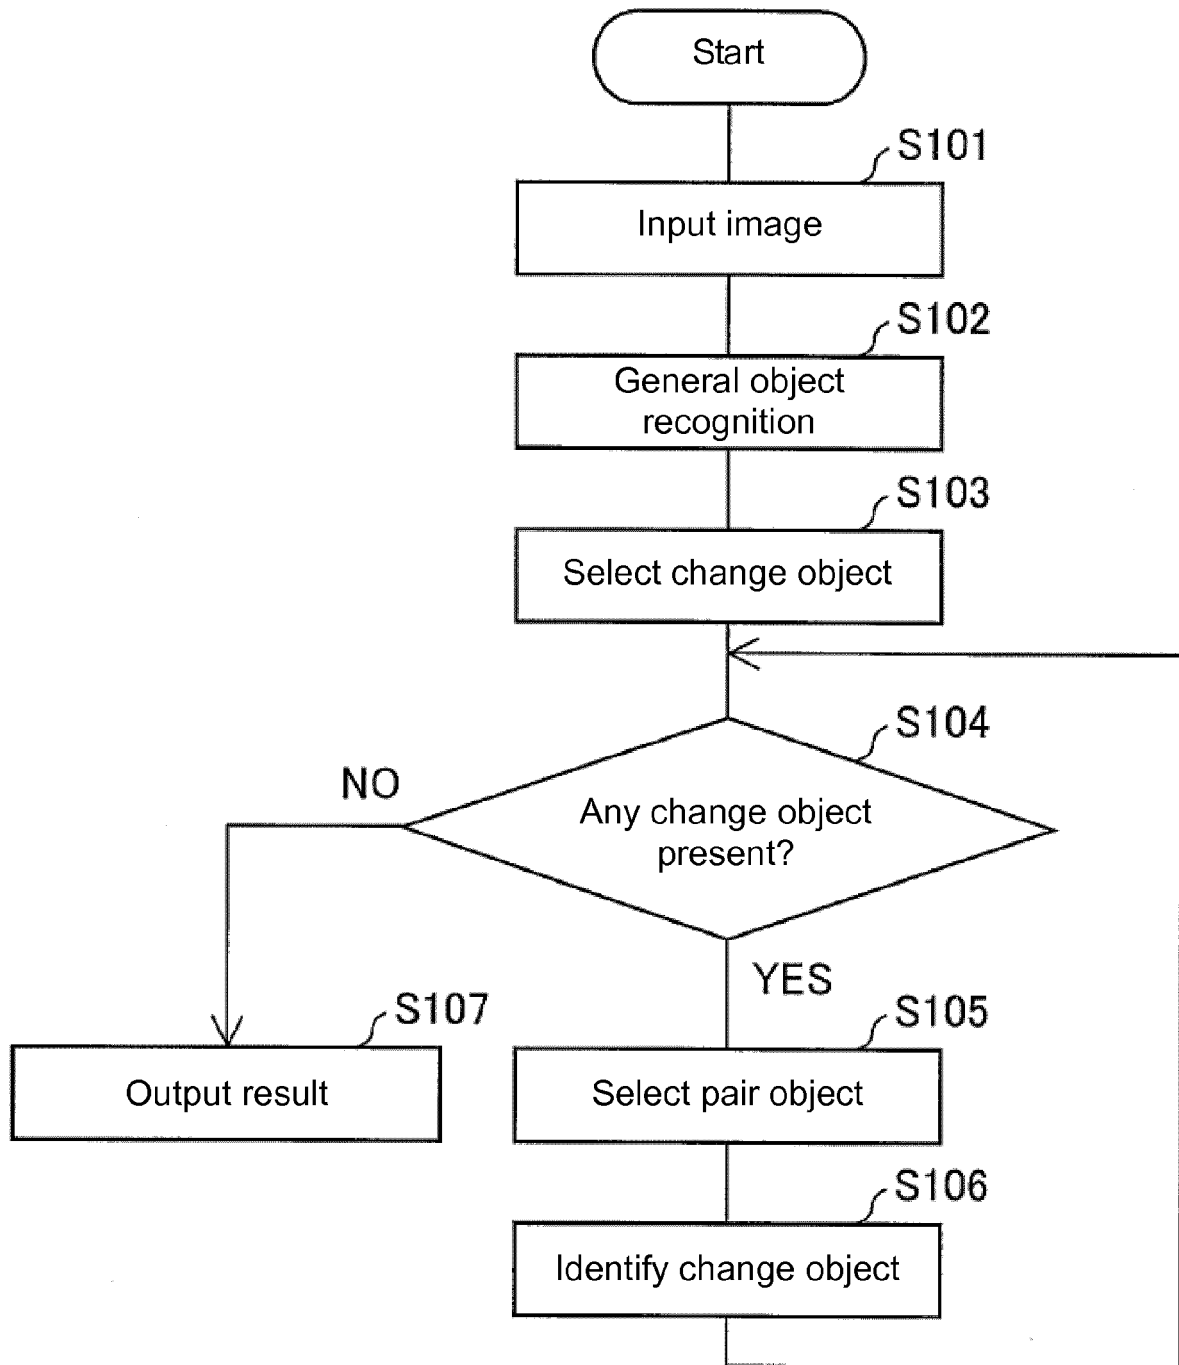 Start
S101
Input image
S102
General object
recognition
S103
Select change object
S104
NO
Any change object
present?
YES
S107
Output result
S105
Select pair object
S106
Identify change object